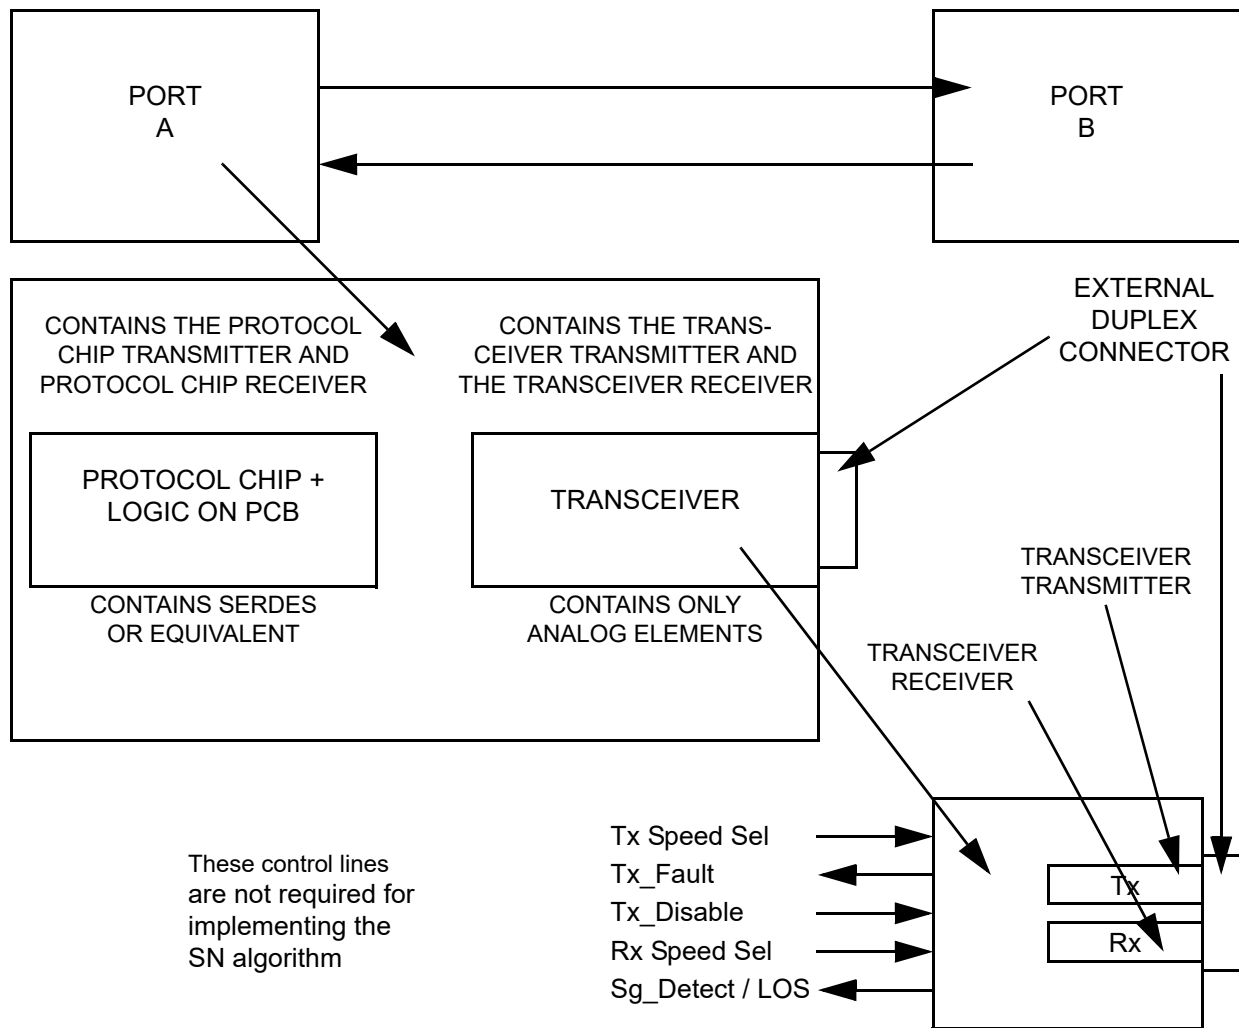 PORT
A
PORT
B
EXTERNAL
DUPLEX
CONNECTOR
CONTAINS THE PROTOCOL
CHIP TRANSMITTER AND
PROTOCOL CHIP RECEIVER
CONTAINS THE TRANS-
CEIVER TRANSMITTER AND
THE TRANSCEIVER RECEIVER
PROTOCOL CHIP +
LOGIC ON PCB
TRANSCEIVER
CONTAINS SERDES
OR EQUIVALENT
CONTAINS ONLY
ANALOG ELEMENTS
TRANSCEIVER
TRANSMITTER
TRANSCEIVER
RECEIVER
These control lines
are not required for
implementing the
SN algorithm
Tx Speed Sel
Tx_Fault
Tx_Disable
Rx Speed Sel
Sg_Detect / LOS
Tx
Rx